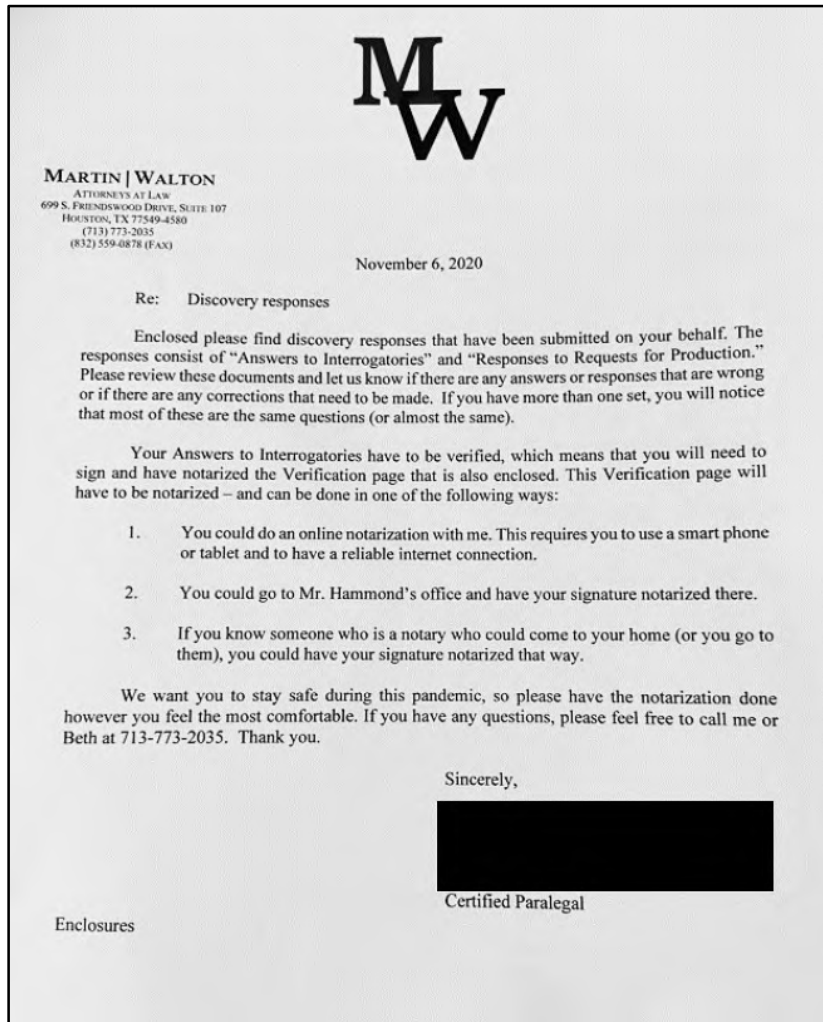 MW
MARTIN | WALTON
ATTORNEYS AT LAW
699 S. FRIENDSWOOD DRIVE, SUITE 107
HOUSTON, TX 77549-4580
(713) 773-2035
(832) 559-0878 (FAX)
November 6, 2020
Re: Discovery responses
Enclosed please find discovery responses that have been submitted on your behalf. The
responses consist of “Answers to Interrogatories” and “Responses to Requests for Production.”
Please review these documents and let us know if there are any answers or responses that are wrong
or if there are any corrections that need to be made. If you have more than one set, you will notice
that most of these are the same questions (or almost the same).
Your Answers to Interrogatories have to be verified, which means that you will need to
sign and have notarized the Verification page that is also enclosed. This Verification page will
have to be notarized – and can be done in one of the following ways:
1. You could do an online notarization with me. This requires you to use a smart phone
or tablet and to have a reliable internet connection.
2. You could go to Mr. Hammond’s office and have your signature notarized there.
3. If you know someone who is a notary who could come to your home (or you go to
them), you could have your signature notarized that way.
We want you to stay safe during this pandemic, so please have the notarization done
however you feel the most comfortable. If you have any questions, please feel free to call me or
Beth at 713-773-2035. Thank you.
Sincerely,
Certified Paralegal
Enclosures